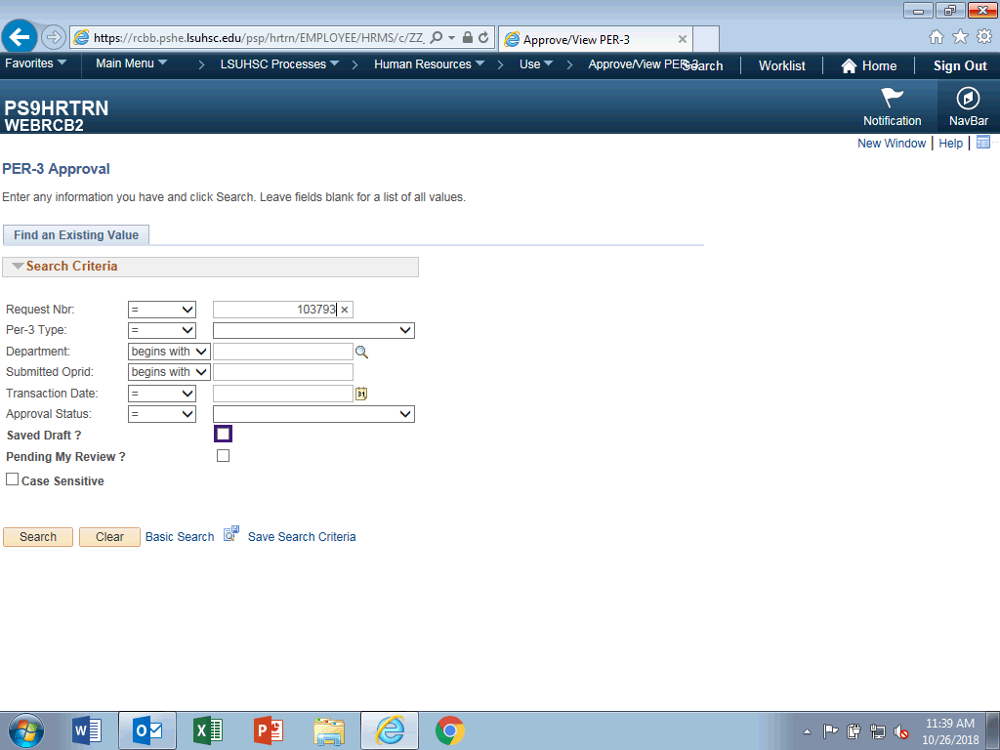 https://rcbb.pshe.lsuhsc.edu/psp/hrtrn/EMPLOYEE/HRMS/c/ZZ_
Approve/View PER-3
Favorites Main Menu > LSUHSC Processes > Human Resources > Use > Approve/View PER-3 Search Worklist Home Sign Out
PS9HRTRN
WEBRCB2
Notification NavBar
New Window | Help |
PER-3 Approval
Enter any information you have and click Search. Leave fields blank for a list of all values.
Find an Existing Value
Search Criteria
Request Nbr: = 103793 ×
Per-3 Type: =
Department: begins with
Submitted Oprid: begins with
Transaction Date: = 31
Approval Status: =
Saved Draft ?
Pending My Review ?
Case Sensitive
Search Clear Basic Search Save Search Criteria
11:39 AM
10/26/2018